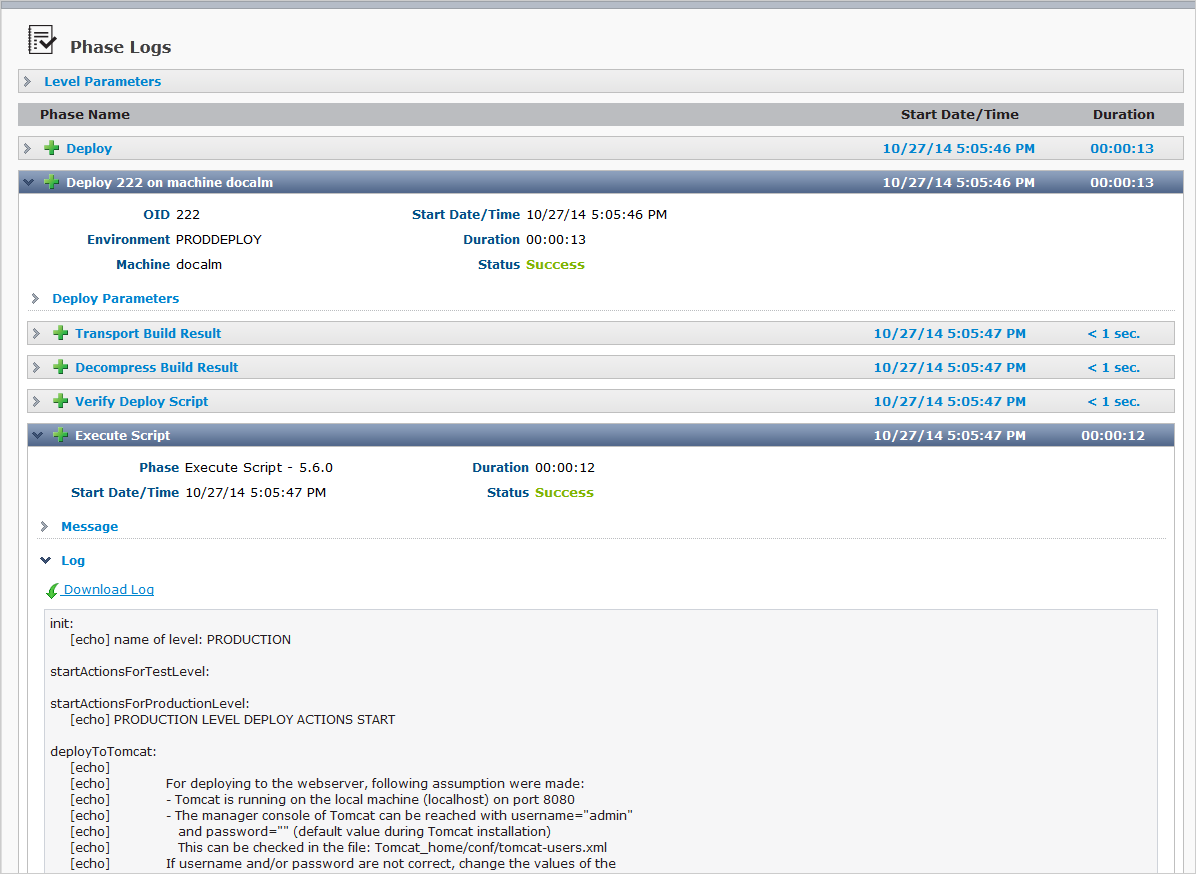 Phase Logs
Level Parameters
Phase Name Start Date/Time Duration
Deploy 10/27/14 5:05:46 PM 00:00:13
Deploy 222 on machine docalm 10/27/14 5:05:46 PM 00:00:13
OID 222 Start Date/Time 10/27/14 5:05:46 PM
Environment PRODDEPLOY Duration 00:00:13
Machine docalm Status Success
Deploy Parameters
Transport Build Result 10/27/14 5:05:47 PM < 1 sec.
Decompress Build Result 10/27/14 5:05:47 PM < 1 sec.
Verify Deploy Script 10/27/14 5:05:47 PM < 1 sec.
Execute Script 10/27/14 5:05:47 PM 00:00:12
Phase Execute Script - 5.6.0 Duration 00:00:12
Start Date/Time 10/27/14 5:05:47 PM Status Success
Message
Log
Download Log
init:
[echo] name of level: PRODUCTION
startActionsForTestLevel:
startActionsForProductionLevel:
[echo] PRODUCTION LEVEL DEPLOY ACTIONS START
deployToTomcat:
[echo]
[echo] For deploying to the webserver, following assumption were made:
[echo] - Tomcat is running on the local machine (localhost) on port 8080
[echo] - The manager console of Tomcat can be reached with username="admin"
[echo] and password="" (default value during Tomcat installation)
[echo] This can be checked in the file: Tomcat_home/conf/tomcat-users.xml
[echo] If username and/or password are not correct, change the values of the